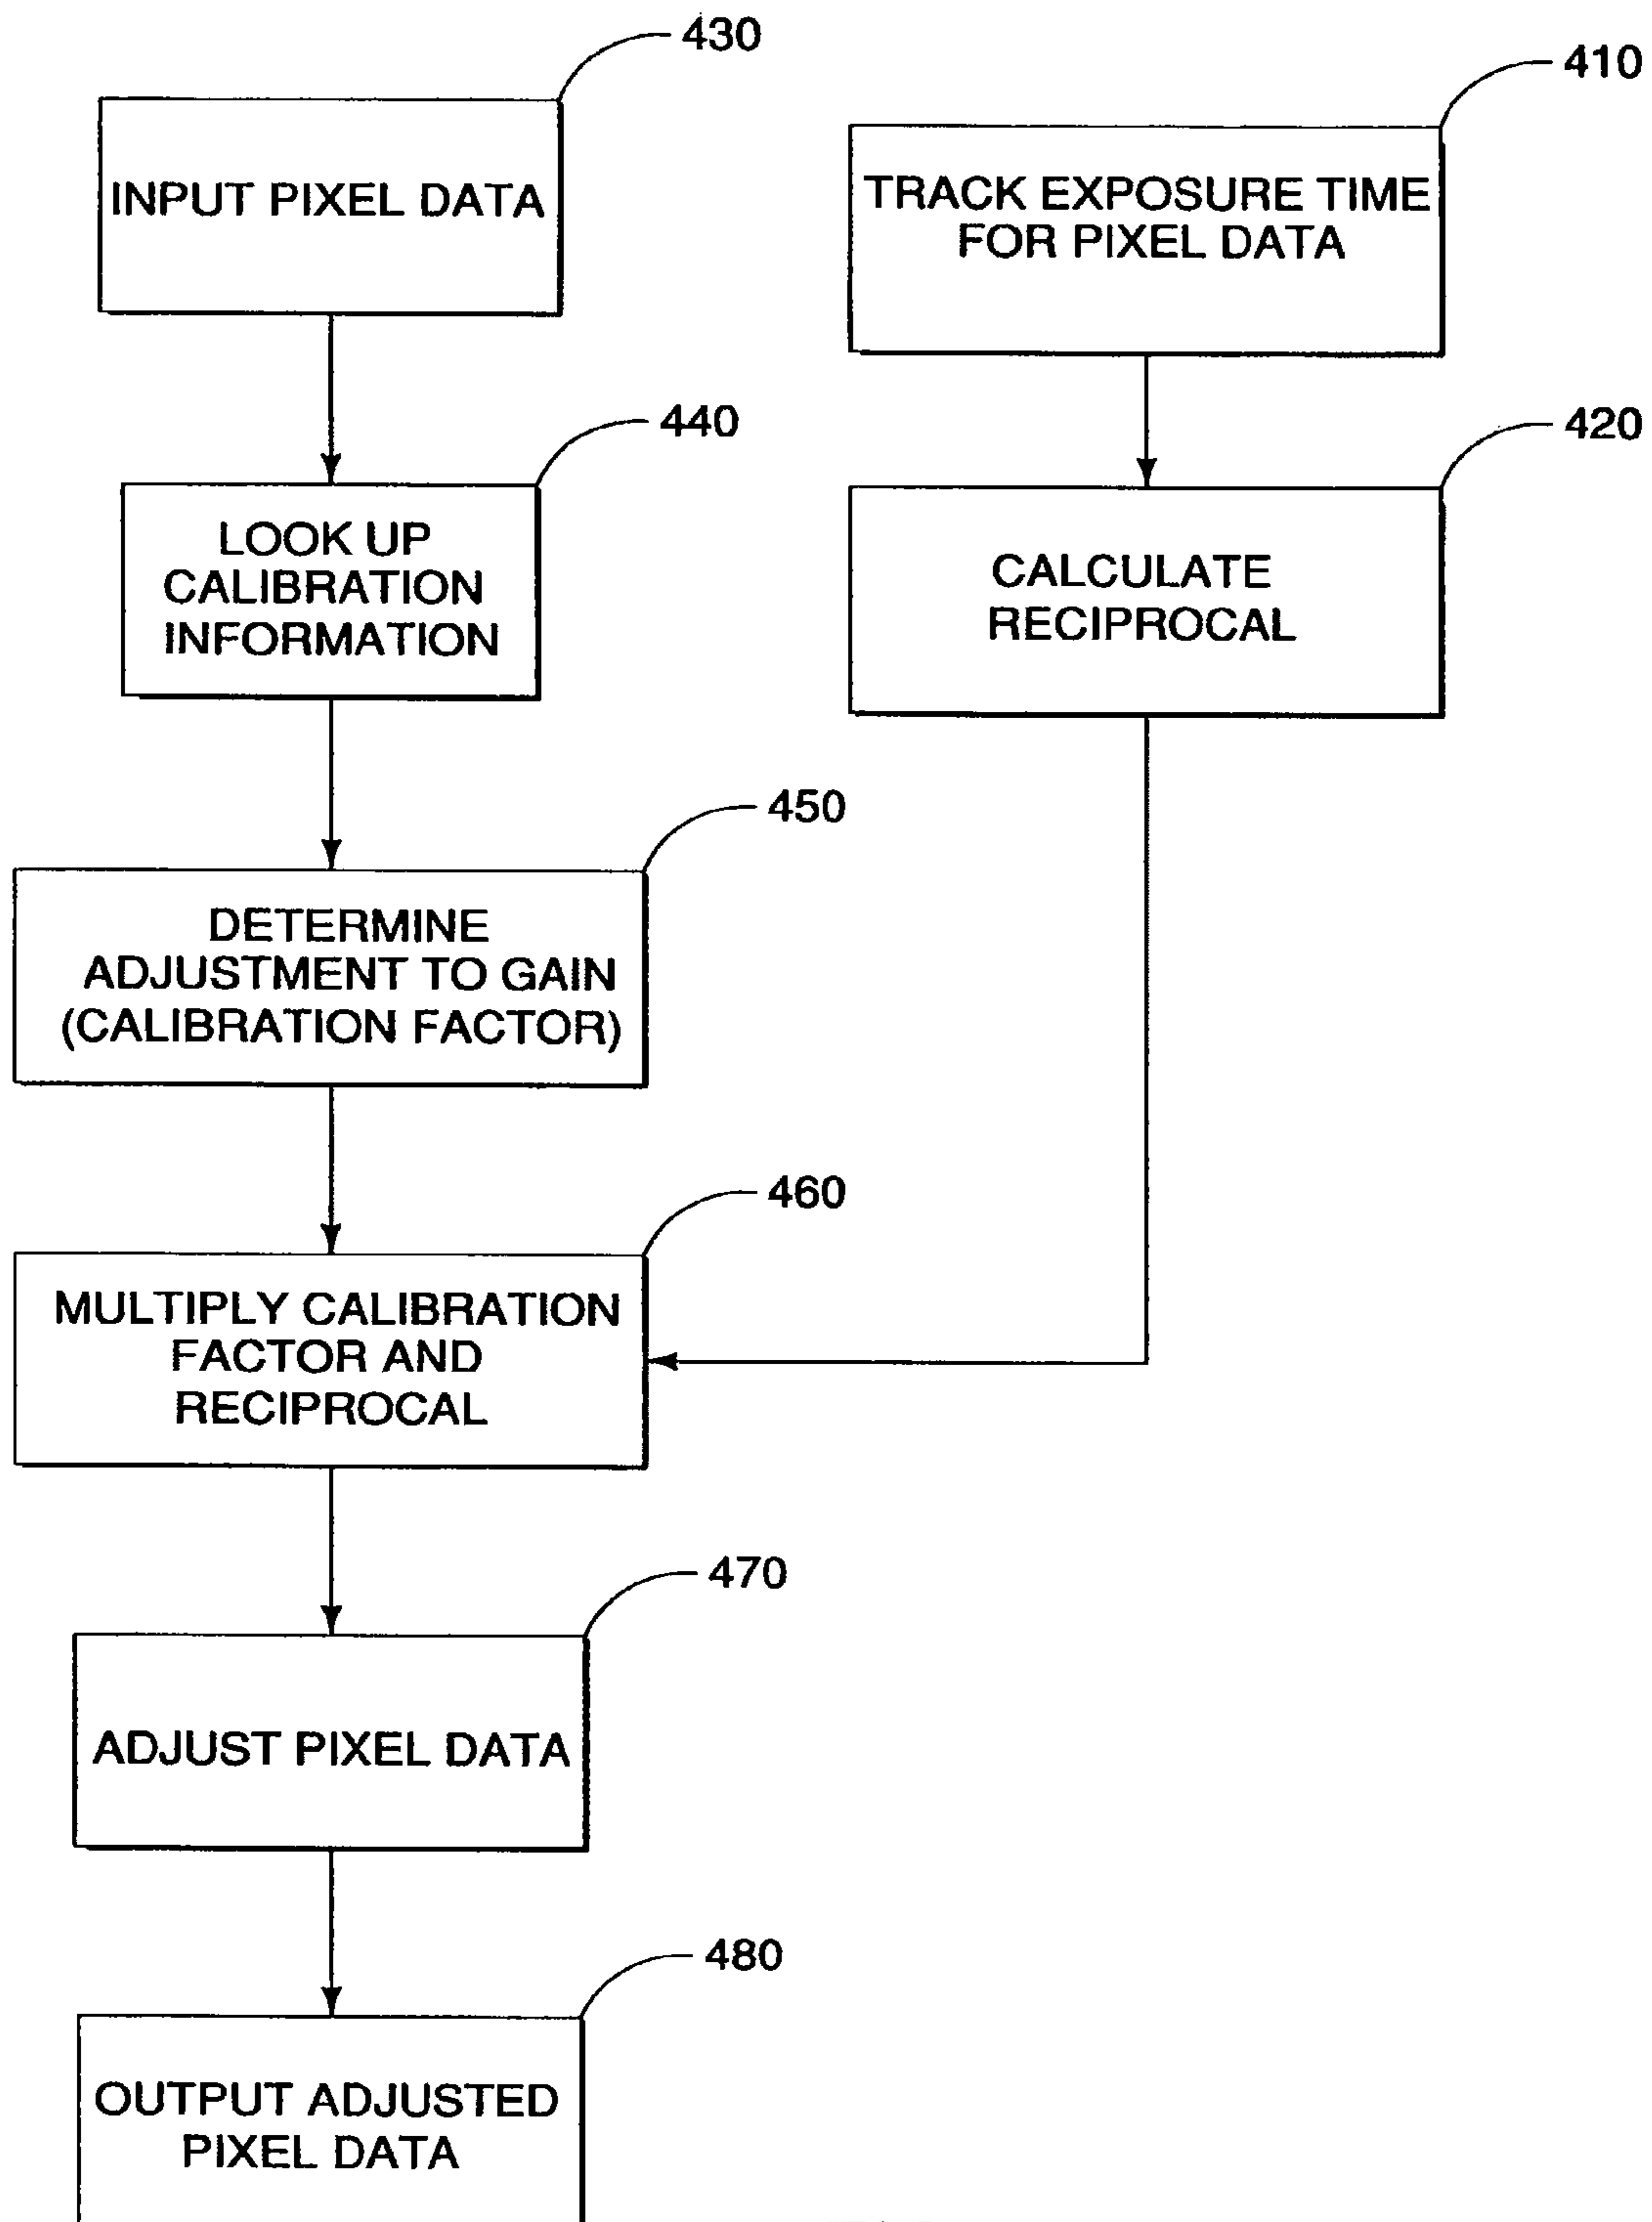 430
INPUT PIXEL DATA
410
TRACK EXPOSURE TIME
FOR PIXEL DATA
440
LOOK UP
CALIBRATION
INFORMATION
420
CALCULATE
RECIPROCAL
450
DETERMINE
ADJUSTMENT TO GAIN
(CALIBRATION FACTOR)
460
MULTIPLY CALIBRATION
FACTOR AND
RECIPROCAL
470
ADJUST PIXEL DATA
480
OUTPUT ADJUSTED
PIXEL DATA